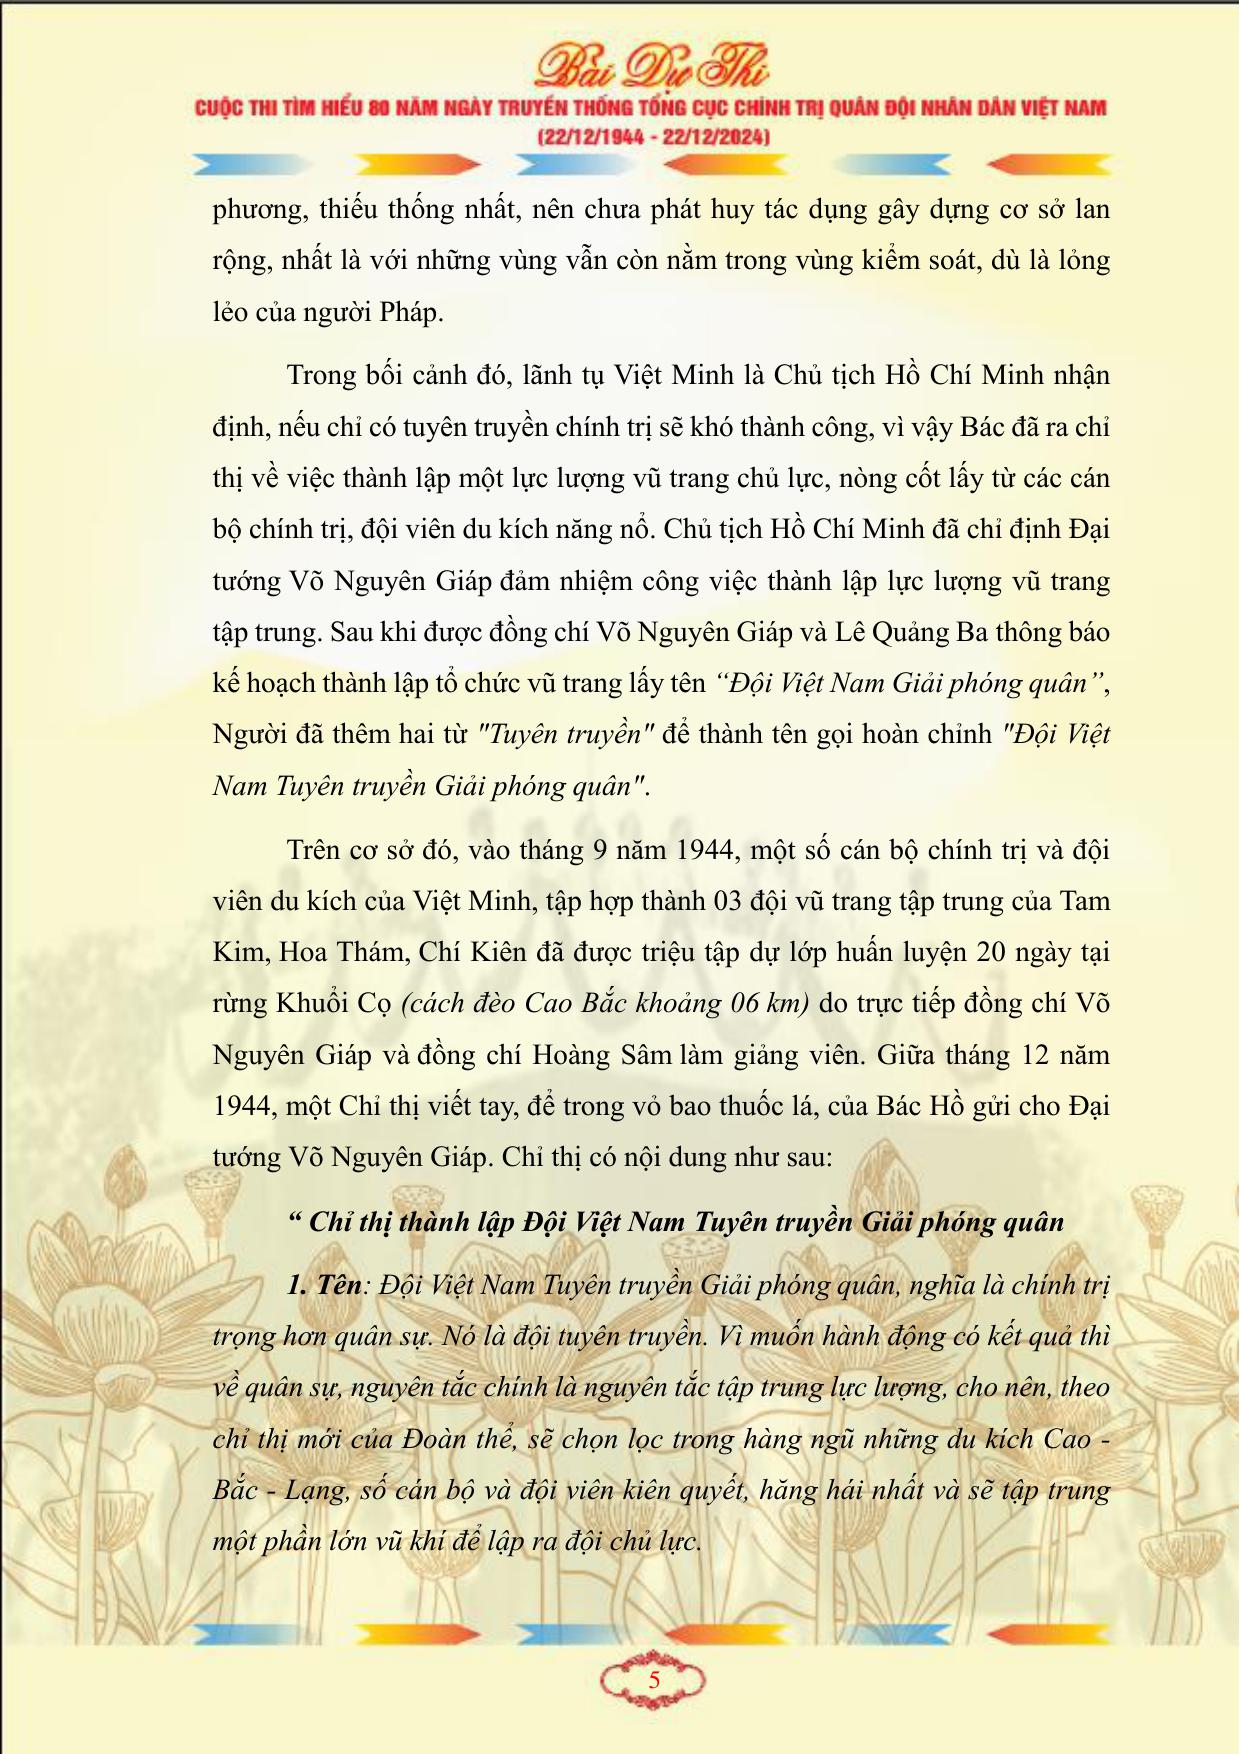 Bài Dự Thi
CUỘC THI TÌM HIỂU 80 NĂM NGÀY TRUYỀN THỐNG TỔNG CỤC CHÍNH TRỊ QUÂN ĐỘI NHÂN DÂN VIỆT NAM
(22/12/1944 - 22/12/2024)
phương, thiếu thống nhất, nên chưa phát huy tác dụng gây dựng cơ sở lan
rộng, nhất là với những vùng vẫn còn nằm trong vùng kiểm soát, dù là lỏng
lẻo của người Pháp.
Trong bối cảnh đó, lãnh tụ Việt Minh là Chủ tịch Hồ Chí Minh nhận
định, nếu chỉ có tuyên truyền chính trị sẽ khó thành công, vì vậy Bác đã ra chỉ
thị về việc thành lập một lực lượng vũ trang chủ lực, nòng cốt lấy từ các cán
bộ chính trị, đội viên du kích năng nổ. Chủ tịch Hồ Chí Minh đã chỉ định Đại
tướng Võ Nguyên Giáp đảm nhiệm công việc thành lập lực lượng vũ trang
tập trung. Sau khi được đồng chí Võ Nguyên Giáp và Lê Quảng Ba thông báo
kế hoạch thành lập tổ chức vũ trang lấy tên “Đội Việt Nam Giải phóng quân”,
Người đã thêm hai từ "Tuyên truyền" để thành tên gọi hoàn chỉnh "Đội Việt
Nam Tuyên truyền Giải phóng quân".
Trên cơ sở đó, vào tháng 9 năm 1944, một số cán bộ chính trị và đội
viên du kích của Việt Minh, tập hợp thành 03 đội vũ trang tập trung của Tam
Kim, Hoa Thám, Chí Kiên đã được triệu tập dự lớp huấn luyện 20 ngày tại
rừng Khuổi Cọ (cách đèo Cao Bắc khoảng 06 km) do trực tiếp đồng chí Võ
Nguyên Giáp và đồng chí Hoàng Sâm làm giảng viên. Giữa tháng 12 năm
1944, một Chỉ thị viết tay, để trong vỏ bao thuốc lá, của Bác Hồ gửi cho Đại
tướng Võ Nguyên Giáp. Chỉ thị có nội dung như sau:
“ Chỉ thị thành lập Đội Việt Nam Tuyên truyền Giải phóng quân
1. Tên: Đội Việt Nam Tuyên truyền Giải phóng quân, nghĩa là chính trị
trọng hơn quân sự. Nó là đội tuyên truyền. Vì muốn hành động có kết quả thì
về quân sự, nguyên tắc chính là nguyên tắc tập trung lực lượng, cho nên, theo
chỉ thị mới của Đoàn thể, sẽ chọn lọc trong hàng ngũ những du kích Cao -
Bắc - Lạng, số cán bộ và đội viên kiên quyết, hăng hái nhất và sẽ tập trung
một phần lớn vũ khí để lập ra đội chủ lực.
5